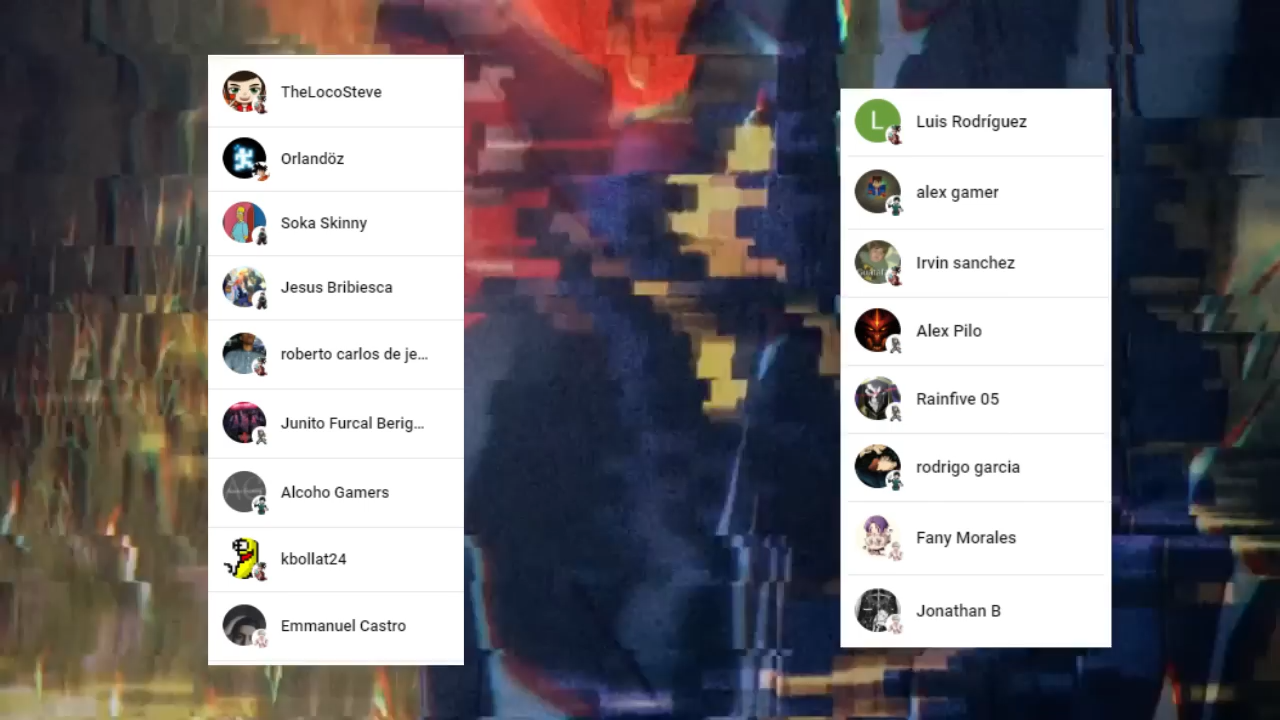 TheLocoSteve
Orlandöz
Soka Skinny
Jesus Bribiesca
roberto carlos de je...
Junito Furcal Berig...
Alcoho Gamers
kbollat24
Emmanuel Castro
L
Luis Rodríguez
alex gamer
Irvin sanchez
Alex Pilo
Rainfive 05
rodrigo garcia
Fany Morales
Jonathan B